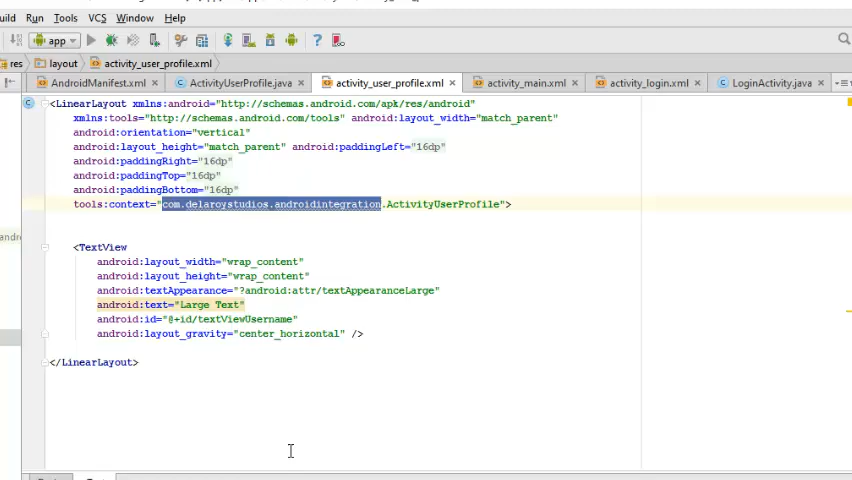 uild Run Tools VCS Window Help
app
res layout activity_user_profile.xml
AndroidManifest.xml ActivityUserProfile.java activity_user_profile.xml activity_main.xml activity_login.xml LoginActivity.java
<LinearLayout xmlns:android="http://schemas.android.com/apk/res/android"
xmlns:tools="http://schemas.android.com/tools" android:layout_width="match_parent"
android:orientation="vertical"
android:layout_height="match_parent" android:paddingLeft="16dp"
android:paddingRight="16dp"
android:paddingTop="16dp"
android:paddingBottom="16dp"
tools:context="com.delaroystudios.androidintegration.ActivityUserProfile">
andro
<TextView
android:layout_width="wrap_content"
android:layout_height="wrap_content"
android:textAppearance="?android:attr/textAppearanceLarge"
android:text="Large Text"
android:id="@+id/textViewUsername"
android:layout_gravity="center_horizontal" />
</LinearLayout>